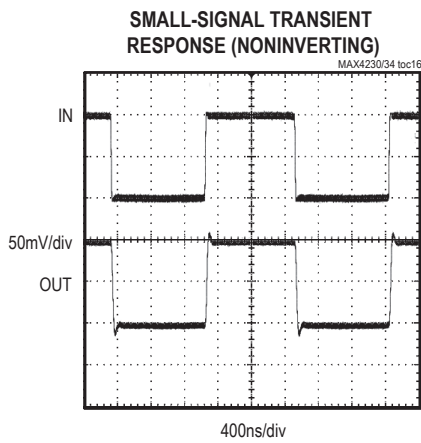 SMALL-SIGNAL TRANSIENT
RESPONSE (NONINVERTING)
MAX4230/34 toc16
IN
50mV/div
OUT
400ns/div